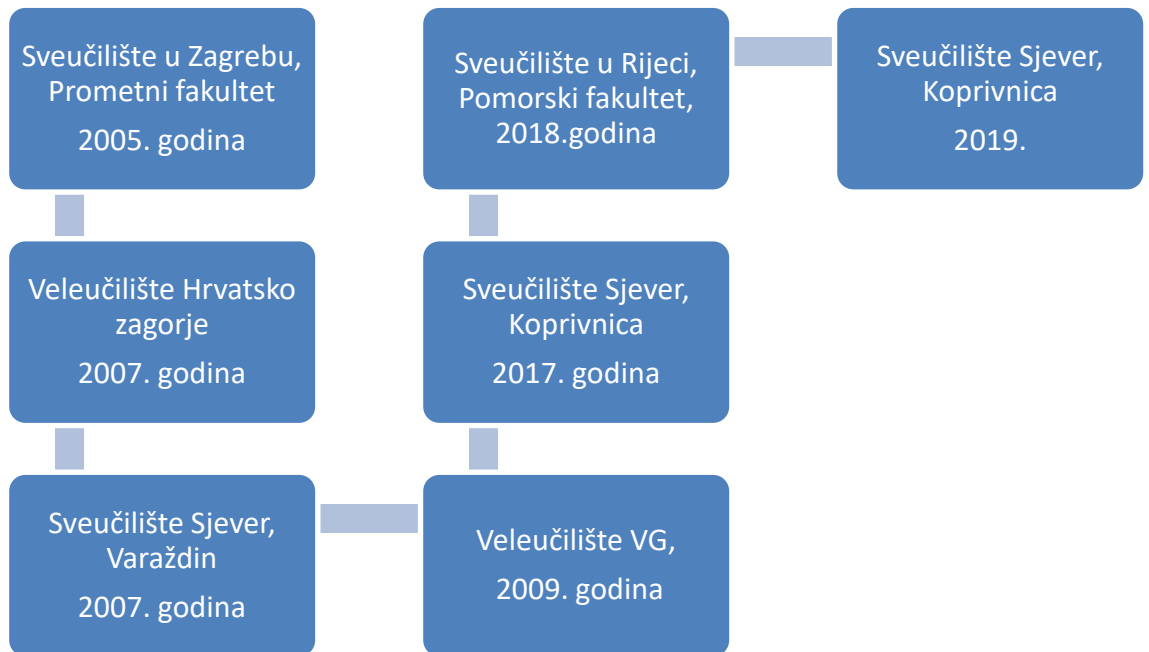 Sveučilište u Zagrebu,
Prometni fakultet
2005. godina
Veleučilište Hrvatsko
zagorje
2007. godina
Sveučilište Sjever,
Varaždin
2007. godina
Veleučilište VG,
2009. godina
Sveučilište Sjever,
Koprivnica
2017. godina
Sveučilište u Rijeci,
Pomorski fakultet,
2018.godina
Sveučilište Sjever,
Koprivnica
2019.